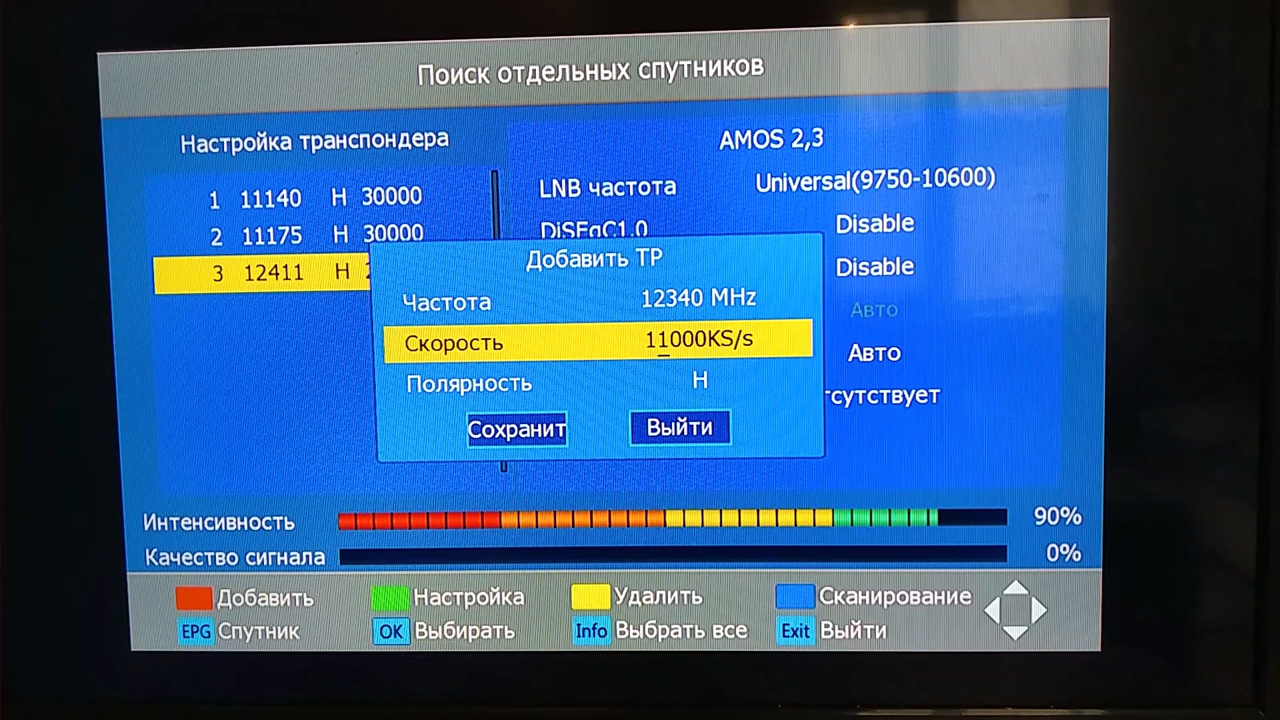 Поиск отдельных спутников
Настройка транспондера
1 11140 H 30000
2 11175 H 30000
3 12411 H
AMOS 2,3
LNB частота Universal(9750-10600)
DiSEqC1.0 Disable
Disable
Авто
Авто
тсутствует
Добавить TP
Частота 12340 MHz
Скорость 11000KS/s
Полярность H
Сохранит Выйти
Интенсивность 90%
Качество сигнала 0%
Добавить Настройка Удалить Сканирование
EPG Спутник OK Выбирать Info Выбрать все Exit Выйти